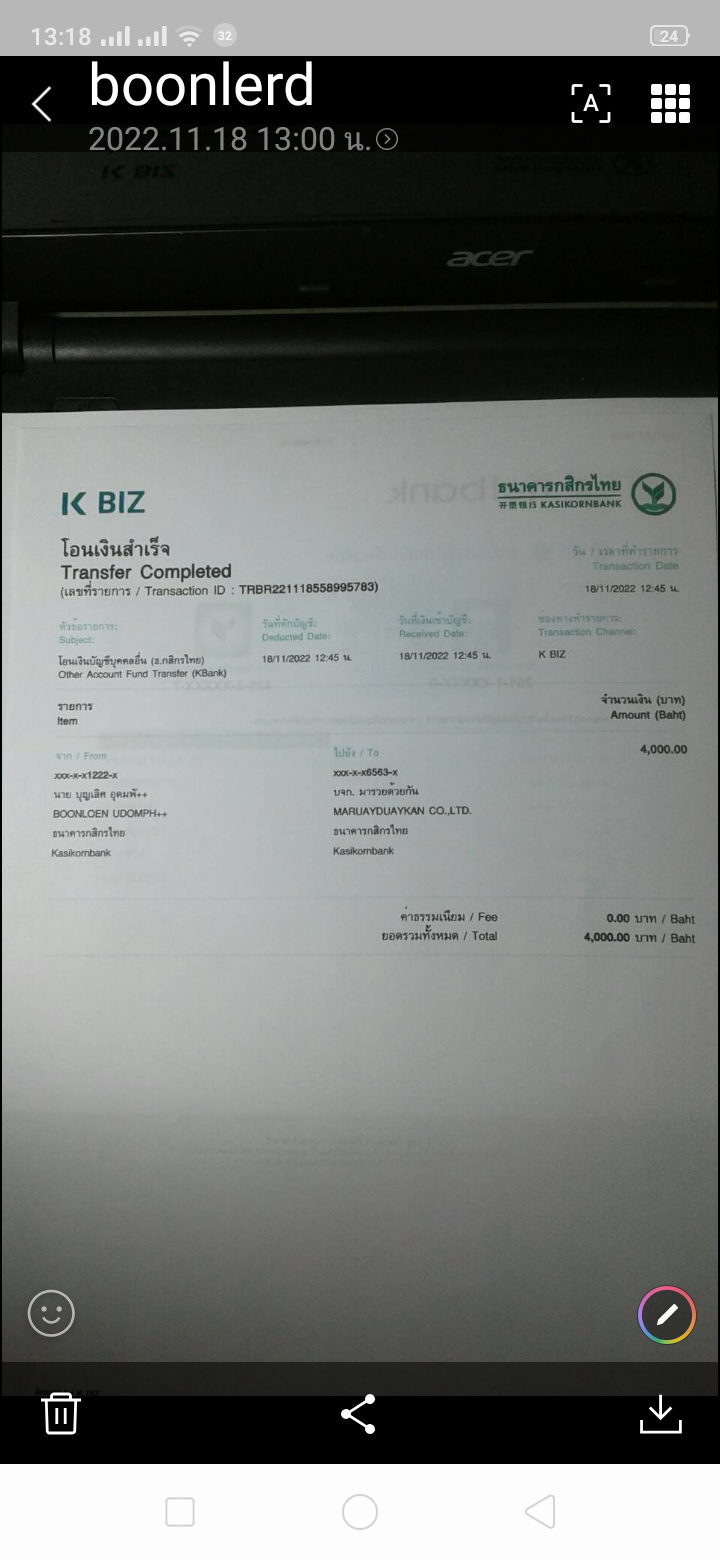 13:18
32
24
boonlerd
A
2022.11.18 13:00 น.
K BIZ
acer
K BIZ
ธนาคารกสิกรไทย
开泰银行 KASIKORNBANK
โอนเงินสำเร็จ
Transfer Completed
(เลขที่รายการ / Transaction ID : TRBR221118558995783)
วัน / เวลาที่ทำรายการ
Transaction Date
18/11/2022 12:45 น.
หัวข้อรายการ:
Subject:
โอนเงินบัญชีบุคคลอื่น (ธ.กสิกรไทย)
Other Account Fund Transfer (KBank)
วันที่หักบัญชี:
Deducted Date:
18/11/2022 12:45 น.
วันที่เงินเข้าบัญชี:
Received Date:
18/11/2022 12:45 น.
ช่องทางทำรายการ:
Transaction Channel:
K BIZ
รายการ
Item
จำนวนเงิน (บาท)
Amount (Baht)
จาก / From
xxx-x-x1222-x
นาย บุญเลิศ อุดมพั++
BOONLOEN UDOMPH++
ธนาคารกสิกรไทย
Kasikornbank
ไปยัง / To
xxx-x-x6563-x
บจก. มารวยด้วยกัน
MARUAYDUAYKAN CO.,LTD.
ธนาคารกสิกรไทย
Kasikornbank
4,000.00
ค่าธรรมเนียม / Fee 0.00 บาท / Baht
ยอดรวมทั้งหมด / Total 4,000.00 บาท / Baht